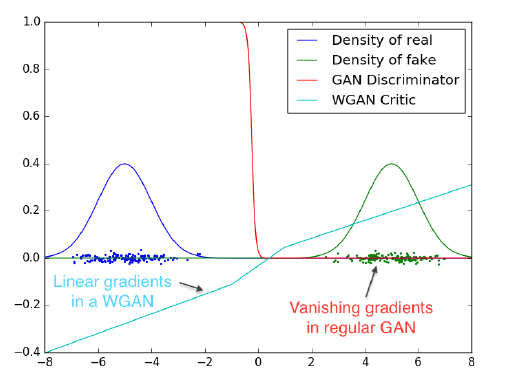 1.0
0.8
0.6
0.4
0.2
0.0
−0.2
−0.4
Density of real
Density of fake
GAN Discriminator
WGAN Critic
Linear gradients
in a WGAN
Vanishing gradients
in regular GAN
−8 −6 −4 −2 0 2 4 6 8